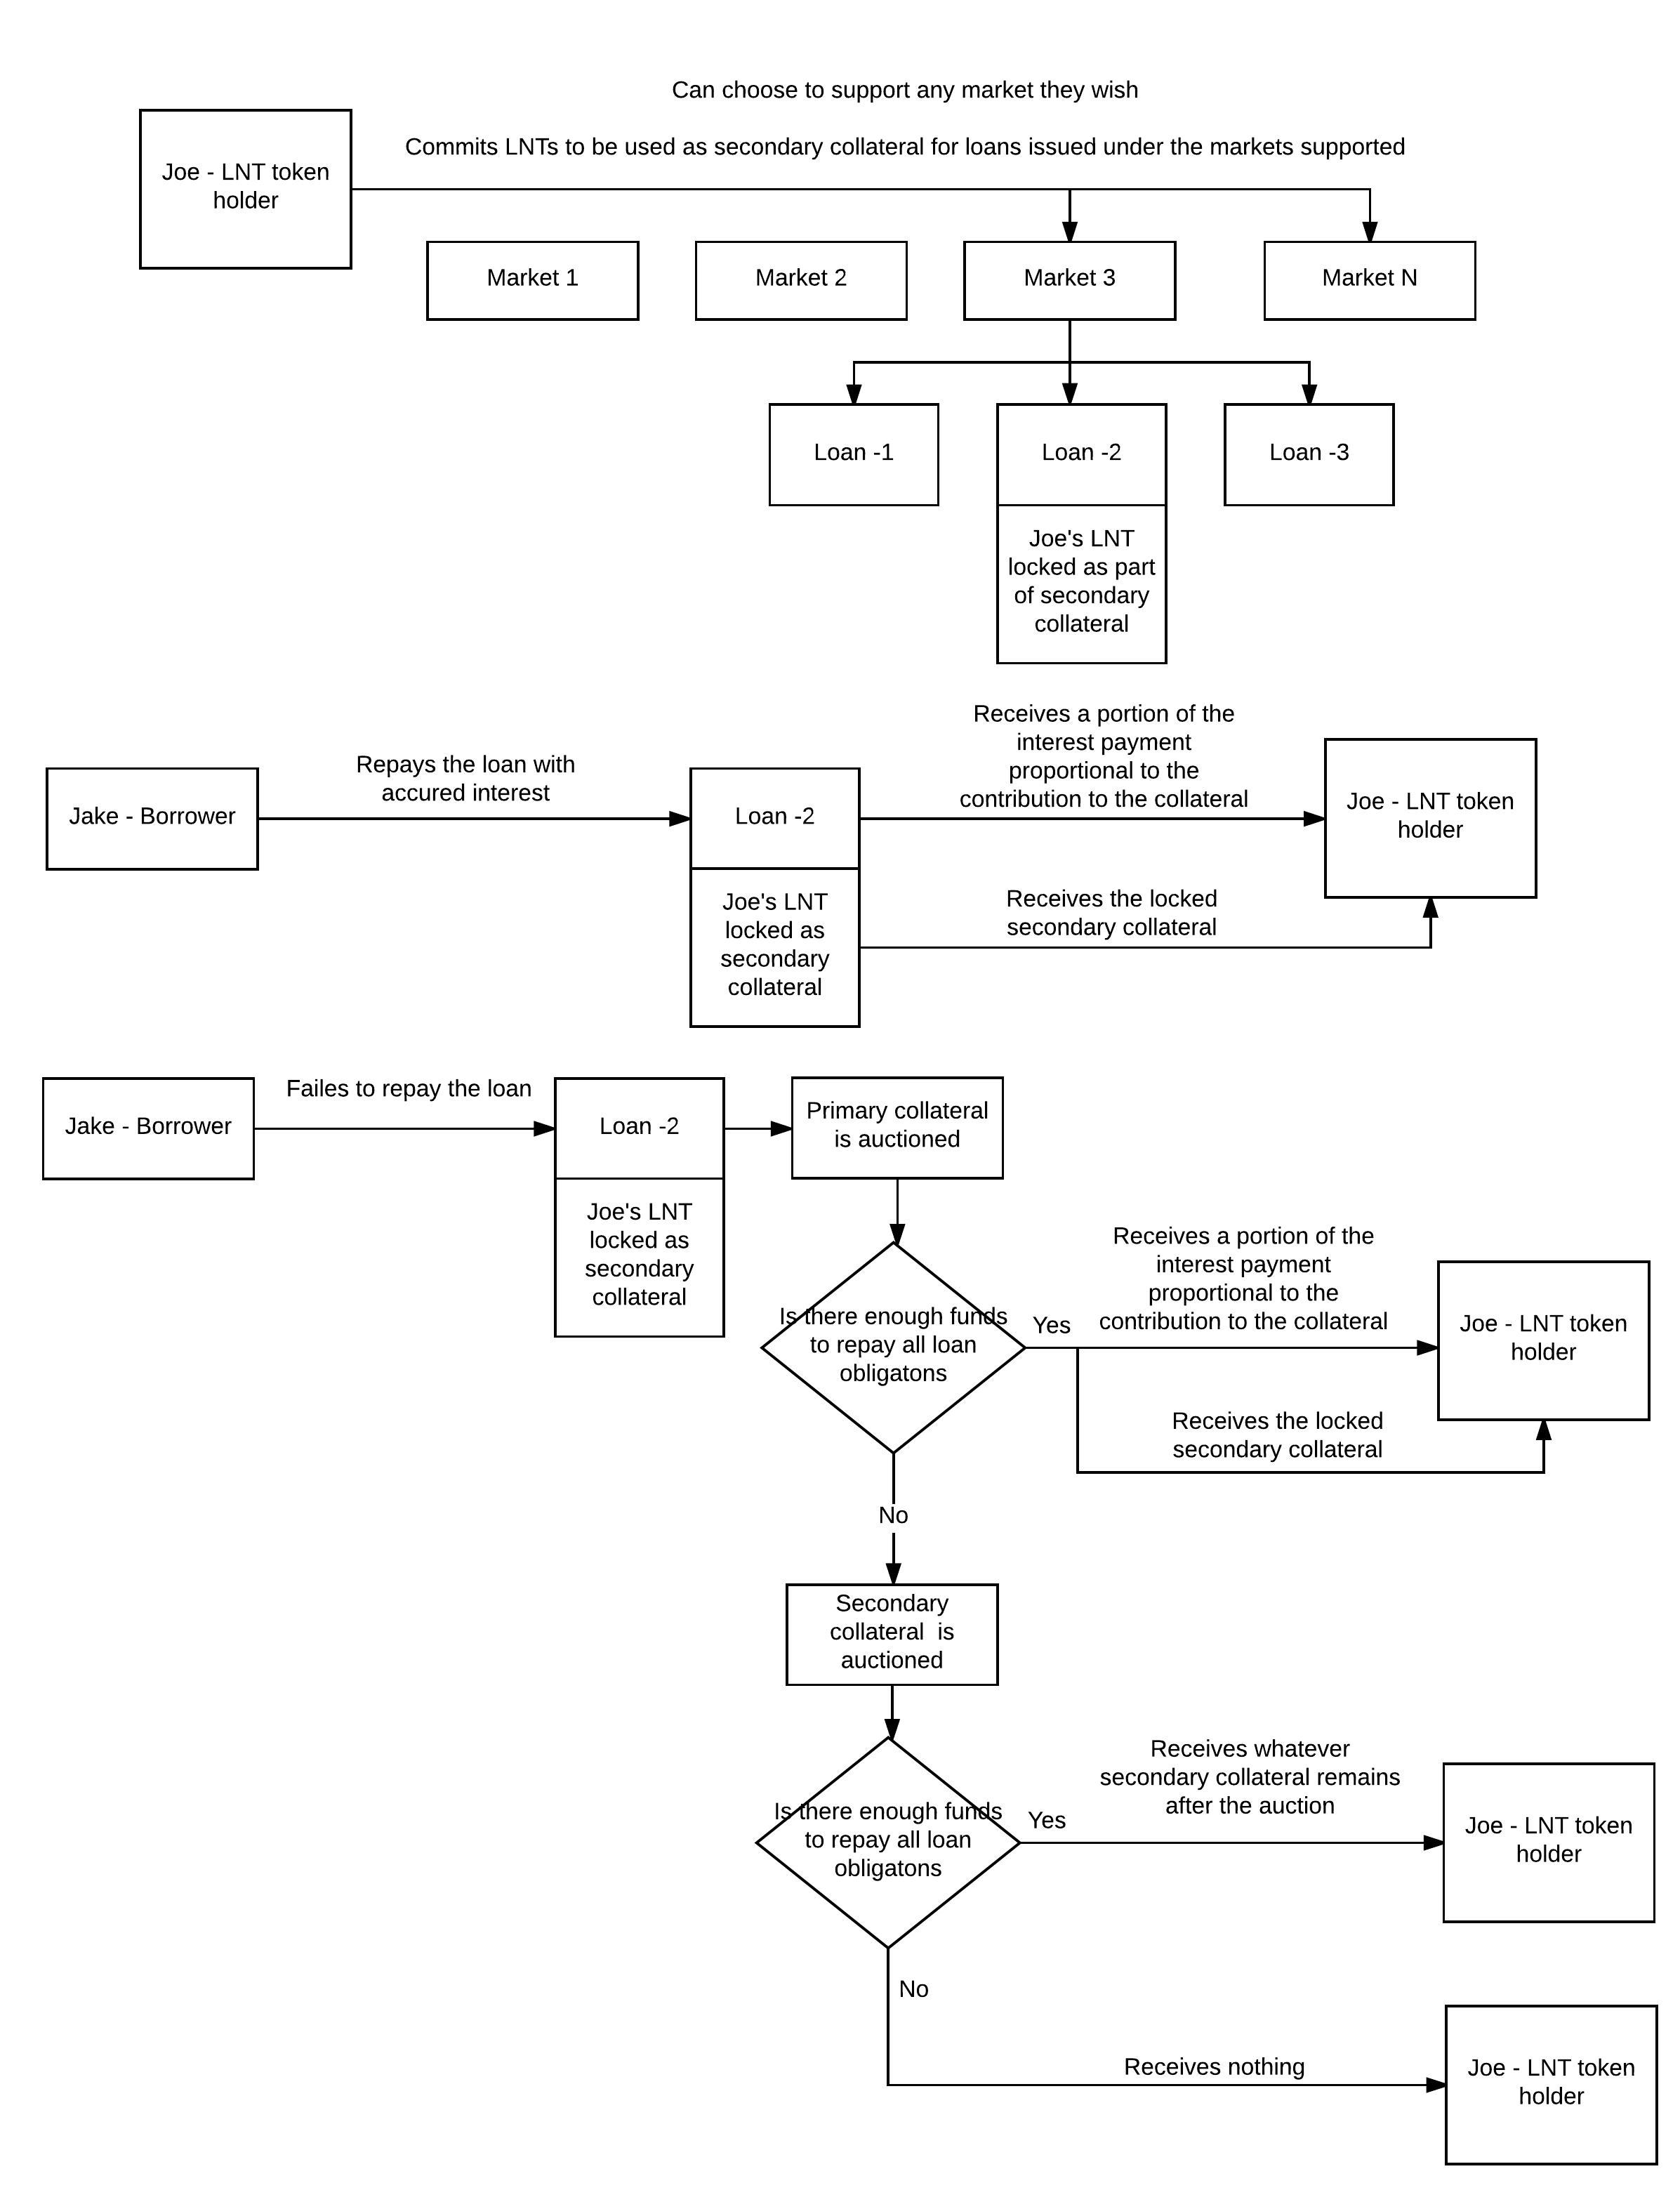 Can choose to support any market they wish
Commits LNTs to be used as secondary collateral for loans issued under the markets supported
Joe - LNT token
holder
Market 1
Market 2
Market 3
Market N
Loan -1
Loan -2
Loan -3
Joe's LNT
locked as part
of secondary
collateral
Jake - Borrower
Repays the loan with
accured interest
Loan -2
Joe's LNT
locked as
secondary
collateral
Receives a portion of the
interest payment
proportional to the
contribution to the collateral
Receives the locked
secondary collateral
Joe - LNT token
holder
Jake - Borrower
Failes to repay the loan
Loan -2
Joe's LNT
locked as
secondary
collateral
Primary collateral
is auctioned
Is there enough funds
to repay all loan
obligatons
Yes
Receives a portion of the
interest payment
proportional to the
contribution to the collateral
Receives the locked
secondary collateral
Joe - LNT token
holder
No
Secondary
collateral  is
auctioned
Is there enough funds
to repay all loan
obligatons
Yes
Receives whatever
secondary collateral remains
after the auction
Joe - LNT token
holder
No
Receives nothing
Joe - LNT token
holder